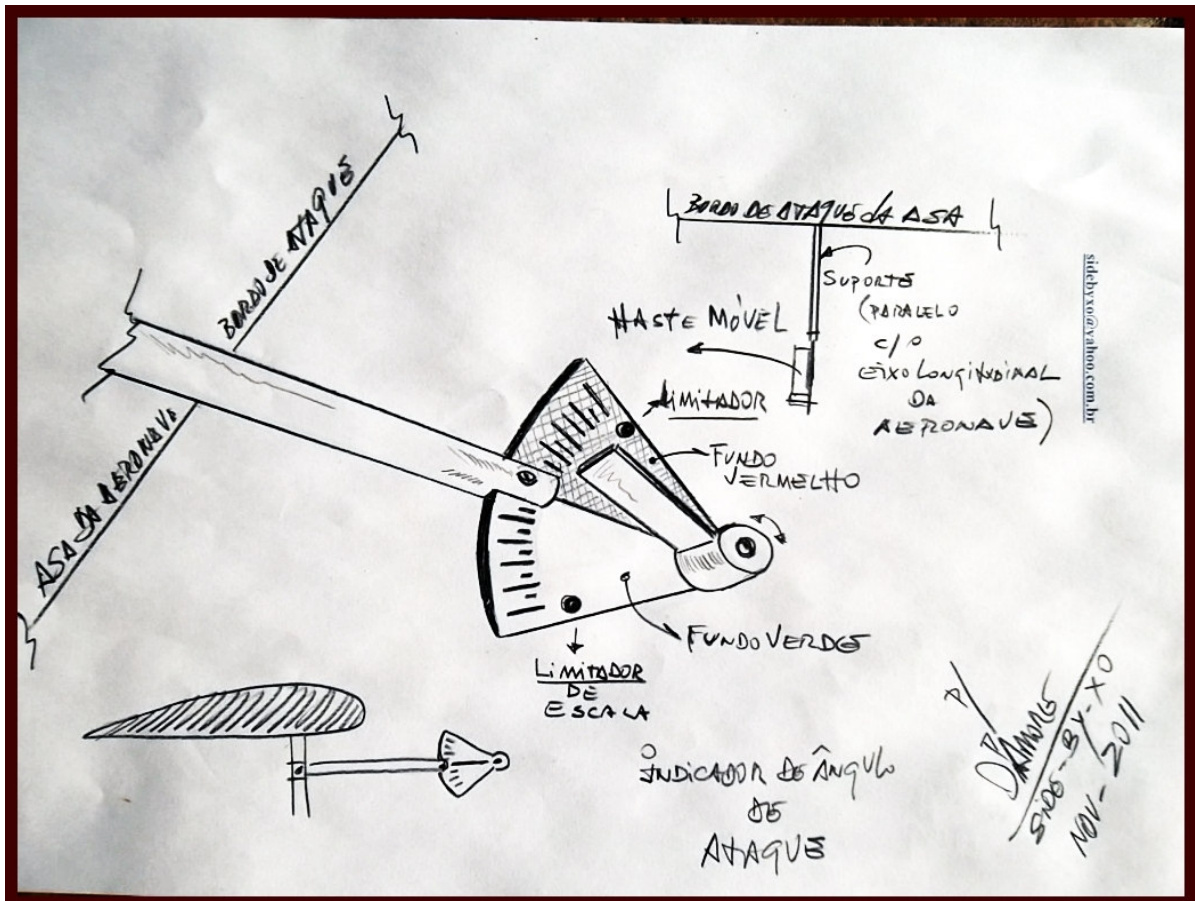 BORDO DE ATAQUE
ASA DA AERONAVE
BORDO DE ATAQUE da ASA
SUPORTE
(PARALELO
c/o
EIXO LONGITUDINAL
DA
AERONAVE)
HASTE MÓVEL
LIMITADOR
FUNDO
VERMELHO
FUNDO VERDE
LIMITADOR
DE
ESCALA
INDICADOR DE ÂNGULO
DE
ATAQUE
sidebyxo@yahoo.com.br
P/
SIDE-BY-XO
NOV-2011